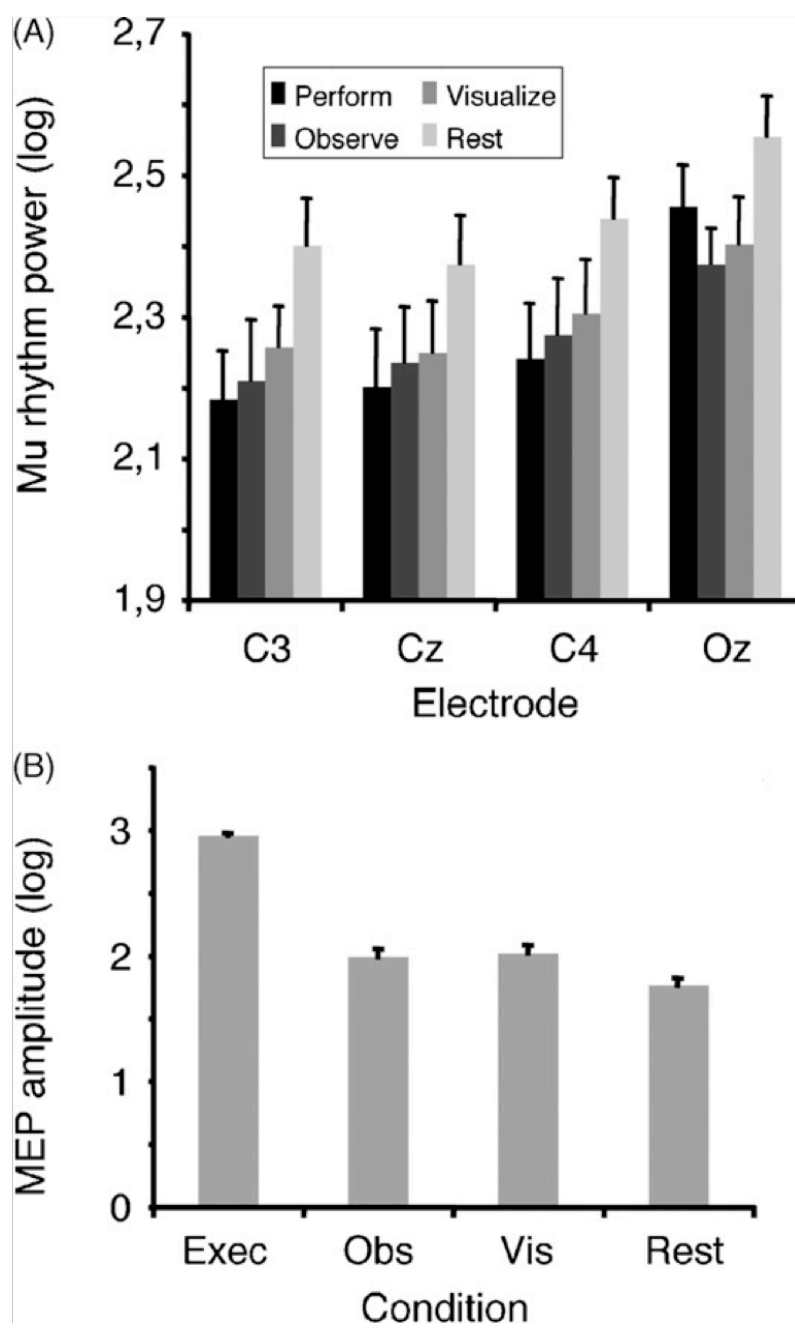 (A)
Mu rhythm power (log)
2,7
2,5
2,3
2,1
1,9
Perform
Visualize
Observe
Rest
C3
Cz
C4
Oz
Electrode
(B)
MEP amplitude (log)
3
2
1
0
Exec
Obs
Vis
Rest
Condition